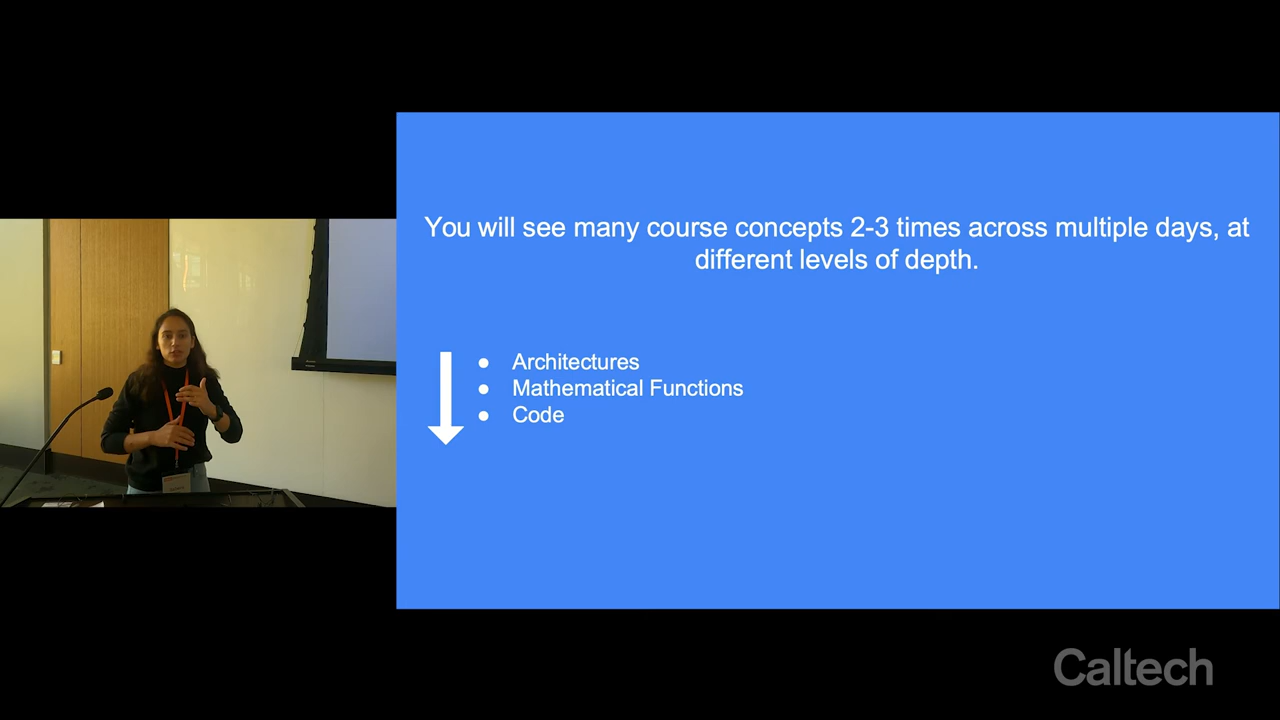 You will see many course concepts 2-3 times across multiple days, at
different levels of depth.
● Architectures
● Mathematical Functions
● Code
Caltech